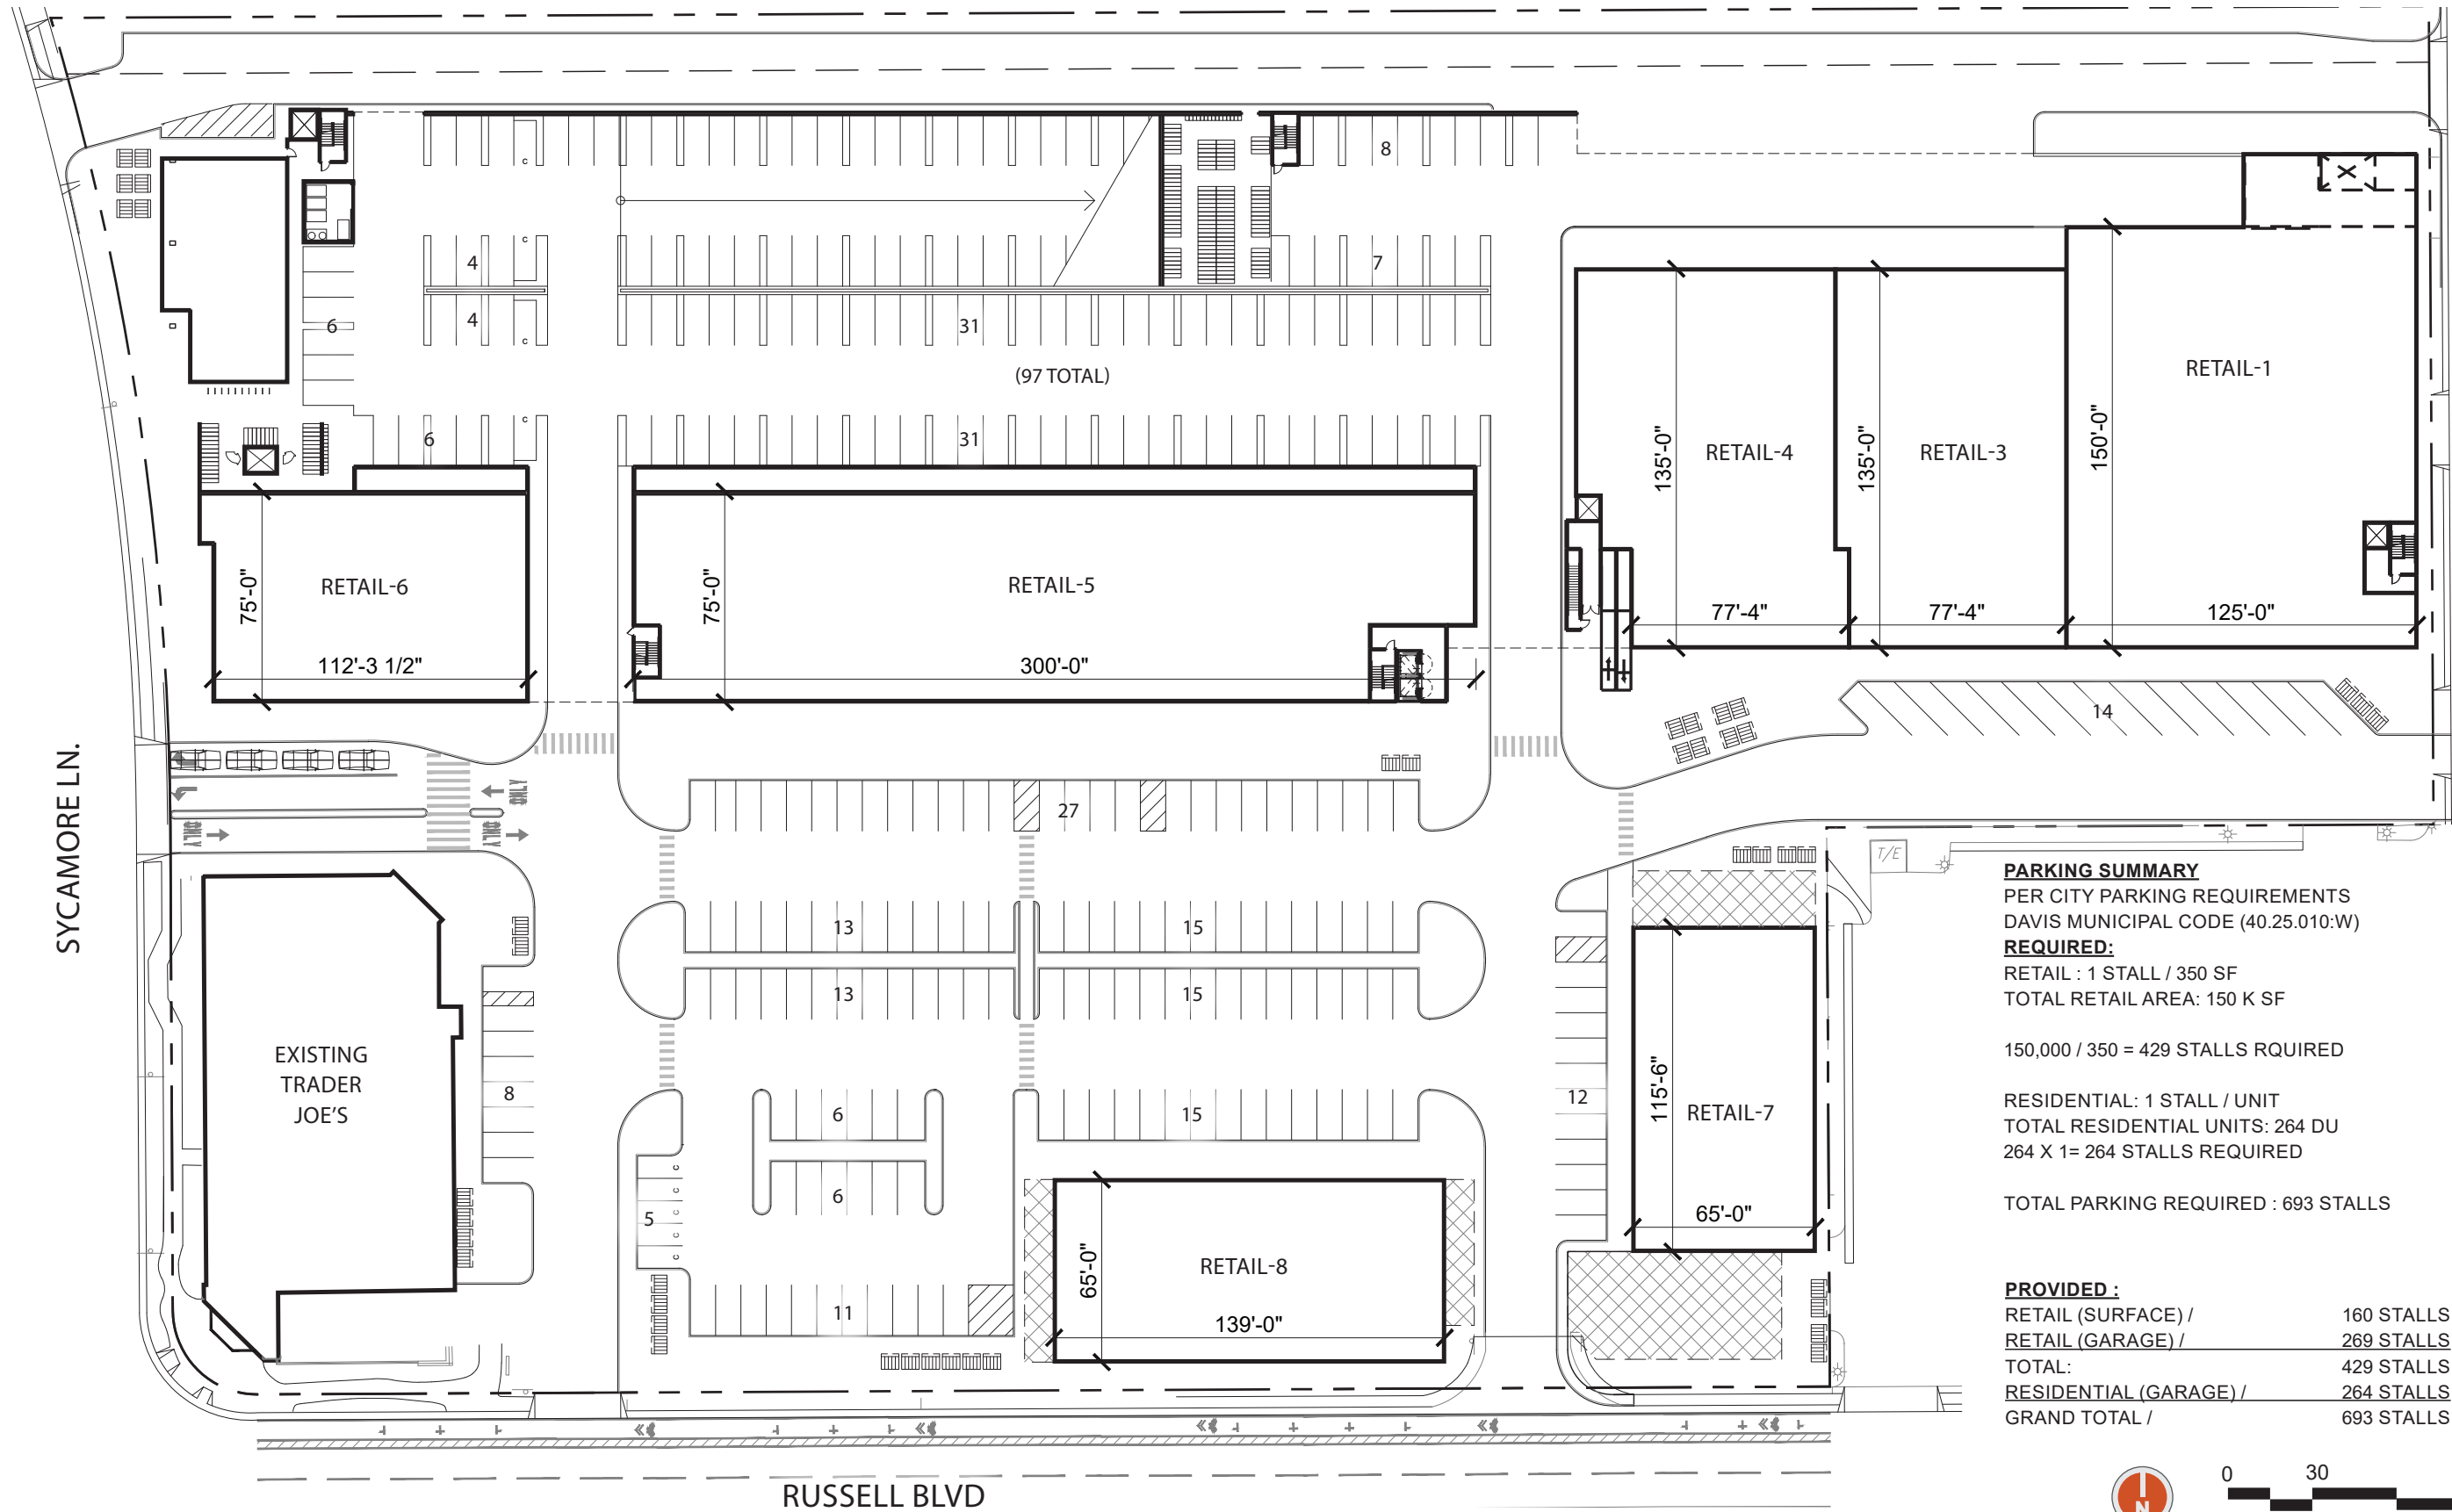 8
4
7
4
31
6
(97 TOTAL)
6
31
RETAIL-1
RETAIL-4
RETAIL-3
135'-0"
135'-0"
150'-0"
RETAIL-6
RETAIL-5
75'-0"
75'-0"
77'-4"
77'-4"
125'-0"
112'-3 1/2"
300'-0"
14
SYCAMORE LN.
ONLY
ONLY
ONLY
27
T/E
13
15
13
15
EXISTING
TRADER
JOE'S
8
6
15
12
115'-6"
RETAIL-7
6
5
65'-0"
65'-0"
RETAIL-8
11
139'-0"
c
c
c
c
c
c
c
c
PARKING SUMMARY
PER CITY PARKING REQUIREMENTS
DAVIS MUNICIPAL CODE (40.25.010:W)
REQUIRED:
RETAIL : 1 STALL / 350 SF
TOTAL RETAIL AREA: 150 K SF
150,000 / 350 = 429 STALLS RQUIRED
RESIDENTIAL: 1 STALL / UNIT
TOTAL RESIDENTIAL UNITS: 264 DU
264 X 1= 264 STALLS REQUIRED
TOTAL PARKING REQUIRED : 693 STALLS
PROVIDED :
RETAIL (SURFACE) / 160 STALLS
RETAIL (GARAGE) / 269 STALLS
TOTAL: 429 STALLS
RESIDENTIAL (GARAGE) / 264 STALLS
GRAND TOTAL / 693 STALLS
RUSSELL BLVD
N
0 30